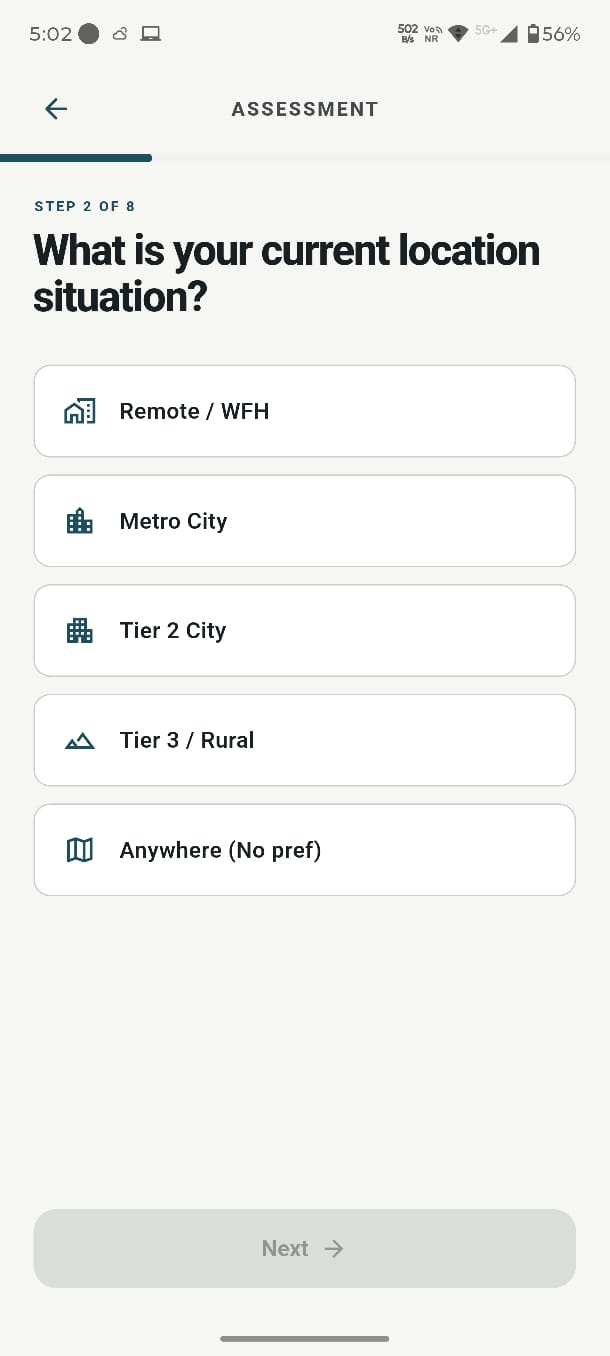 5:02
502 B/s
Vo NR
5G+
56%
ASSESSMENT
STEP 2 OF 8
What is your current location
situation?
Remote / WFH
Metro City
Tier 2 City
Tier 3 / Rural
Anywhere (No pref)
Next